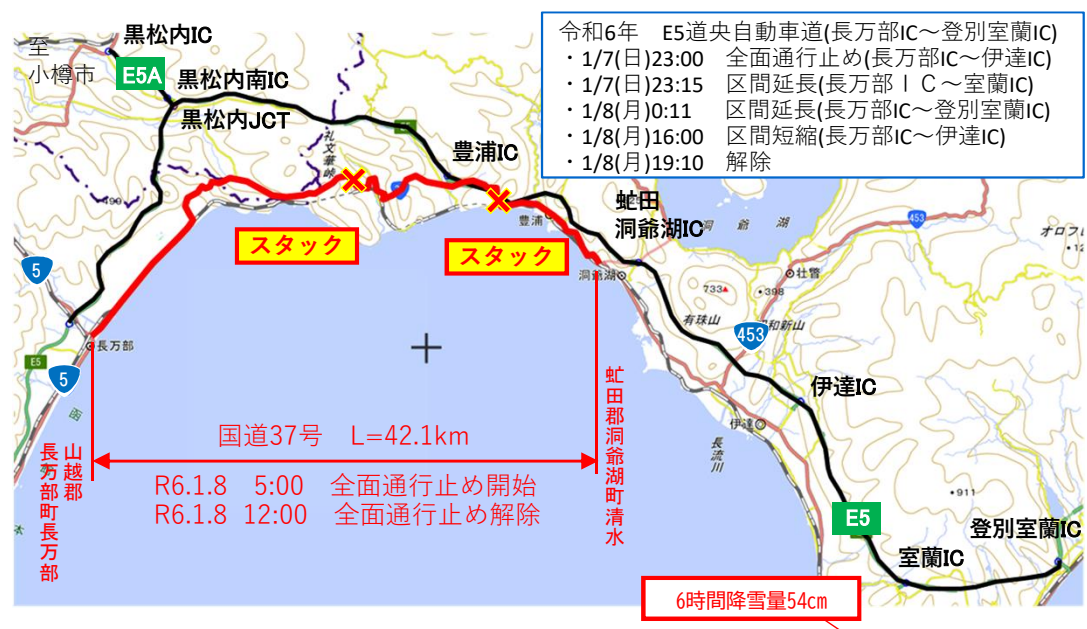 令和6年　E5道央自動車道(長万部IC～登別室蘭IC)
・1/7(日)23:00　全面通行止め(長万部IC～伊達IC)
・1/7(日)23:15　区間延長(長万部ＩＣ～室蘭IC)
・1/8(月)0:11　区間延長(長万部IC～登別室蘭IC)
・1/8(月)16:00　区間短縮(長万部IC～伊達IC)
・1/8(月)19:10　解除
黒松内IC
至
小樽市
E5A
黒松内南IC
黒松内JCT
礼文華峠
豊浦IC
虻田
洞爺湖IC
洞爺湖
453
豊浦
スタック
スタック
洞爺湖
壮瞥
オロフ
733
398
有珠山
昭和新山
453
490
5
長万部
E5
5
函
伊達IC
伊達
長流川
国道37号　L=42.1km
R6.1.8　5:00　全面通行止め開始
R6.1.8　12:00　全面通行止め解除
山越郡
長万部町長万部
虻田郡洞爺湖町清水
911
E5
登別室蘭IC
室蘭IC
6時間降雪量54㎝